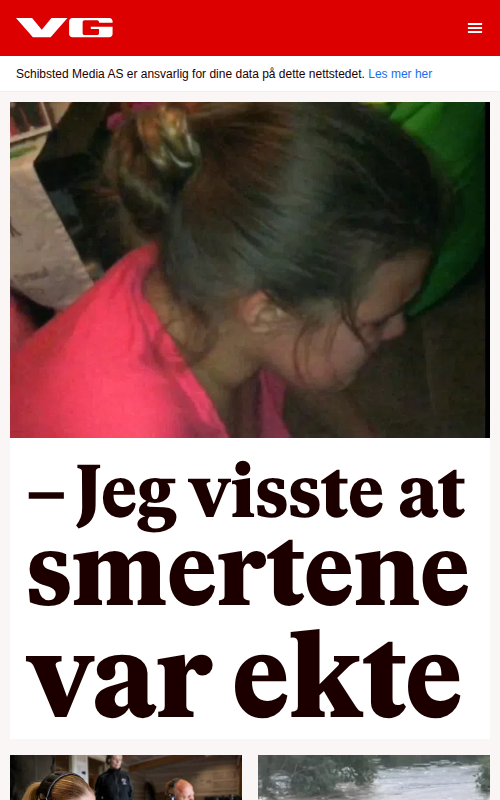 VG
Schibsted Media AS er ansvarlig for dine data på dette nettstedet. Les mer her
– Jeg visste at
smertene
var ekte